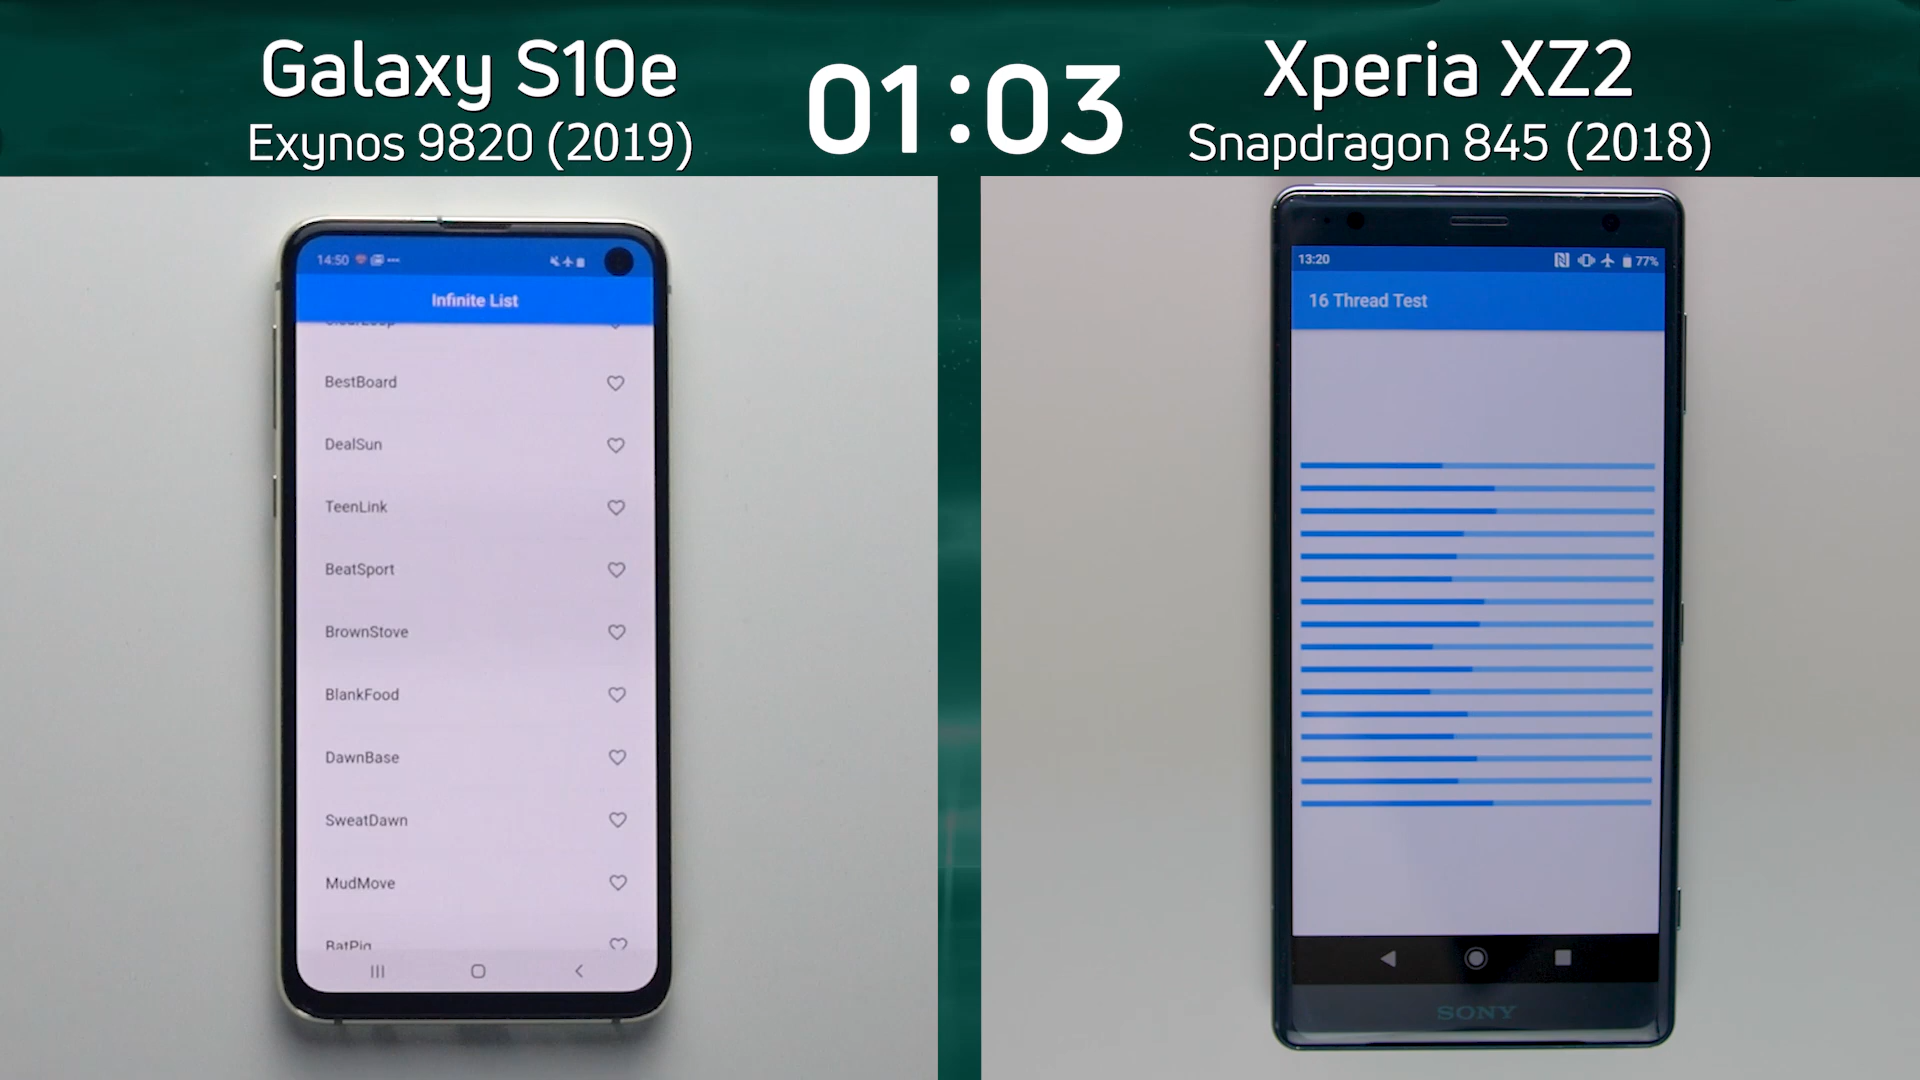 Galaxy S10e
Exynos 9820 (2019)
01:03
Xperia XZ2
Snapdragon 845 (2018)
14:50
Infinite List
BestBoard
DealSun
TeenLink
BeatSport
BrownStove
BlankFood
DawnBase
SweatDawn
MudMove
BatPig
13:20
77%
16 Thread Test
SONY